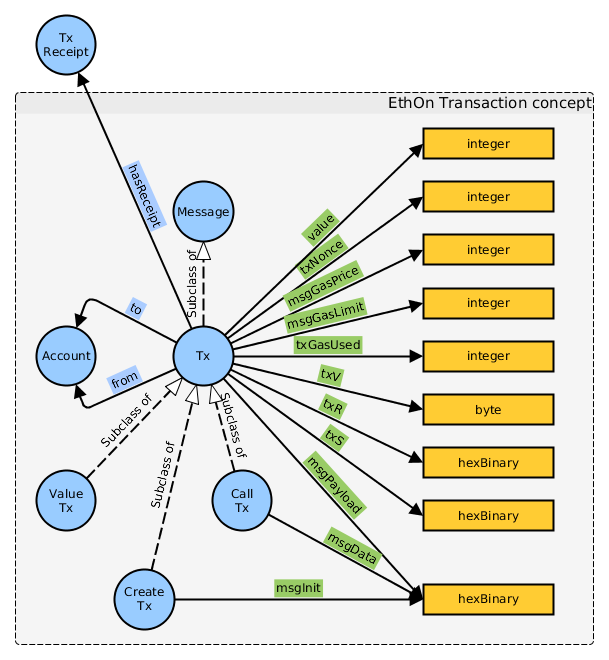 Tx
Receipt
EthOn Transaction concept
integer
hasReceipt
integer
Message
value
txNonce
integer
Subclass of
msgGasPrice
to
msgGasLimit
integer
txGasUsed
Account
Tx
integer
from
txV
byte
txR
Subclass of
Subclass of
txS
hexBinary
Subclass of
msgPayload
Value
Tx
Call
Tx
hexBinary
msgData
msgInit
Create
Tx
hexBinary